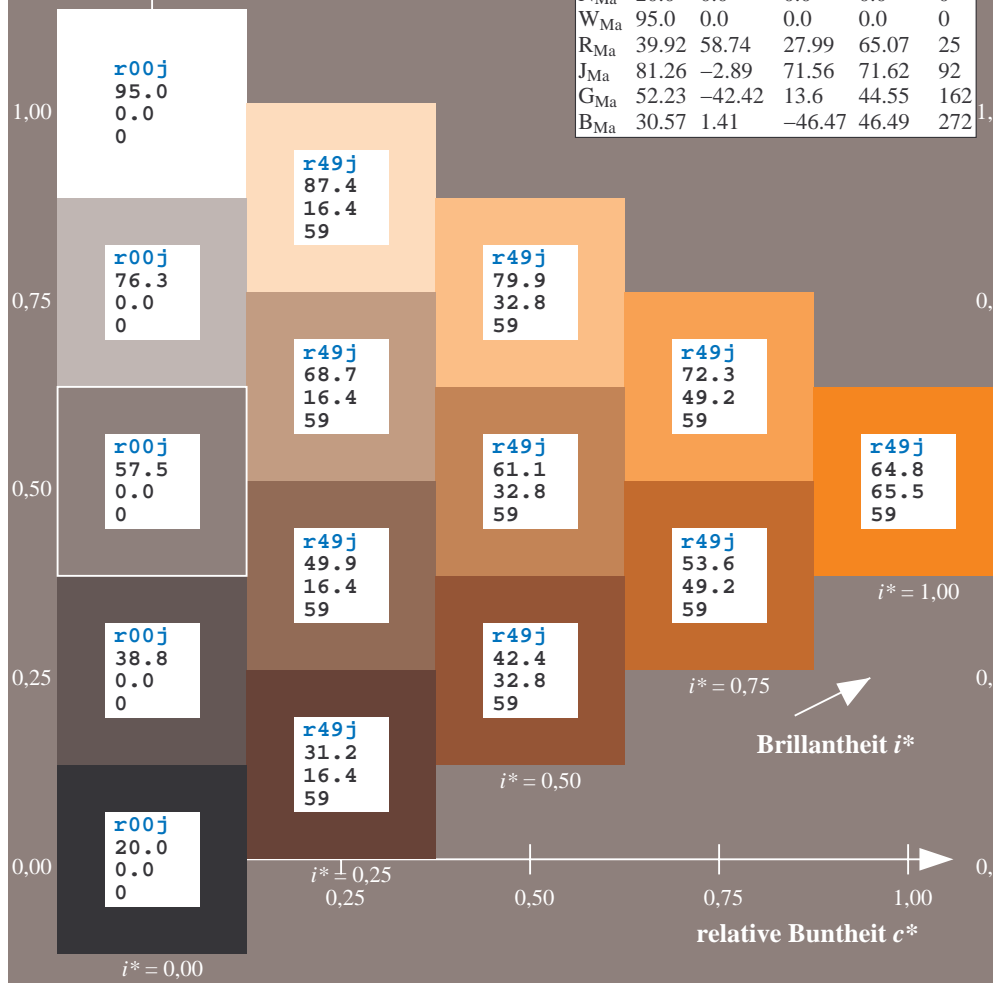 W_Ma 95.0 0.0 0.0 0.0 0
R_Ma 39.92 58.74 27.99 65.07 25
J_Ma 81.26 −2.89 71.56 71.62 92
G_Ma 52.23 −42.42 13.6 44.55 162
B_Ma 30.57 1.41 −46.47 46.49 272
r00j
95.0
0.0
0
1,00
r49j
87.4
16.4
59
r00j
76.3
0.0
0
r49j
79.9
32.8
59
0,75
r49j
68.7
16.4
59
r49j
72.3
49.2
59
r00j
57.5
0.0
0
r49j
61.1
32.8
59
r49j
64.8
65.5
59
0,50
r49j
49.9
16.4
59
r49j
53.6
49.2
59
i* = 1,00
r00j
38.8
0.0
0
r49j
42.4
32.8
59
0,25
i* = 0,75
r49j
31.2
16.4
59
Brillantheit i*
i* = 0,50
r00j
20.0
0.0
0
0,00
i* = 0,25
0,25 0,50 0,75 1,00
relative Buntheit c*
i* = 0,00